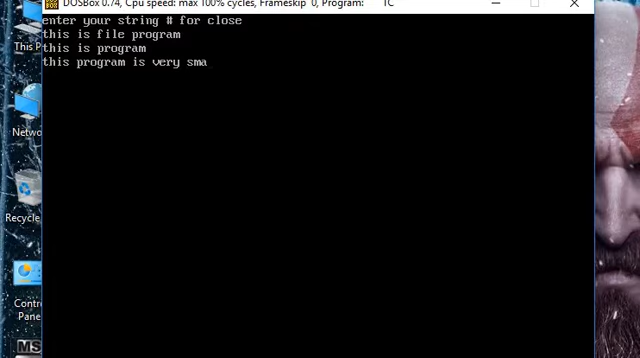 DOSBox 0.74, Cpu speed: max 100% cycles, Frameskip 0, Program: TC
enter your string # for close
this is file program
this is program
this program is very sma
This P
Netwo
Recycle
Contr
Pane
MS